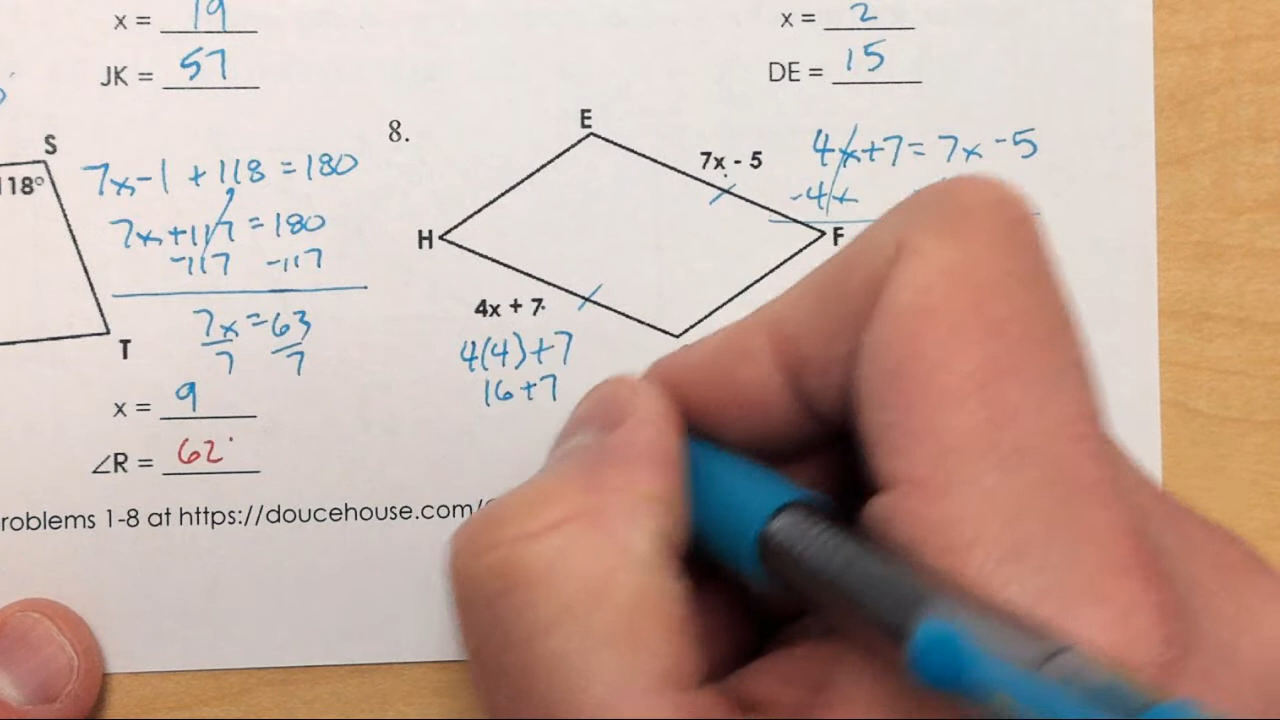 x = 19
JK = 57
x = 2
DE = 15
S
118°
7x-1 + 118 = 180
7x+117 = 180
-117 -117
7x = 63
7 7
T
x = 9
∠R = 62°
8.
E
7x - 5
H
F
4x + 7
4(4)+7
16+7
4x+7 = 7x -5
-4x
roblems 1-8 at https://doucehouse.com/